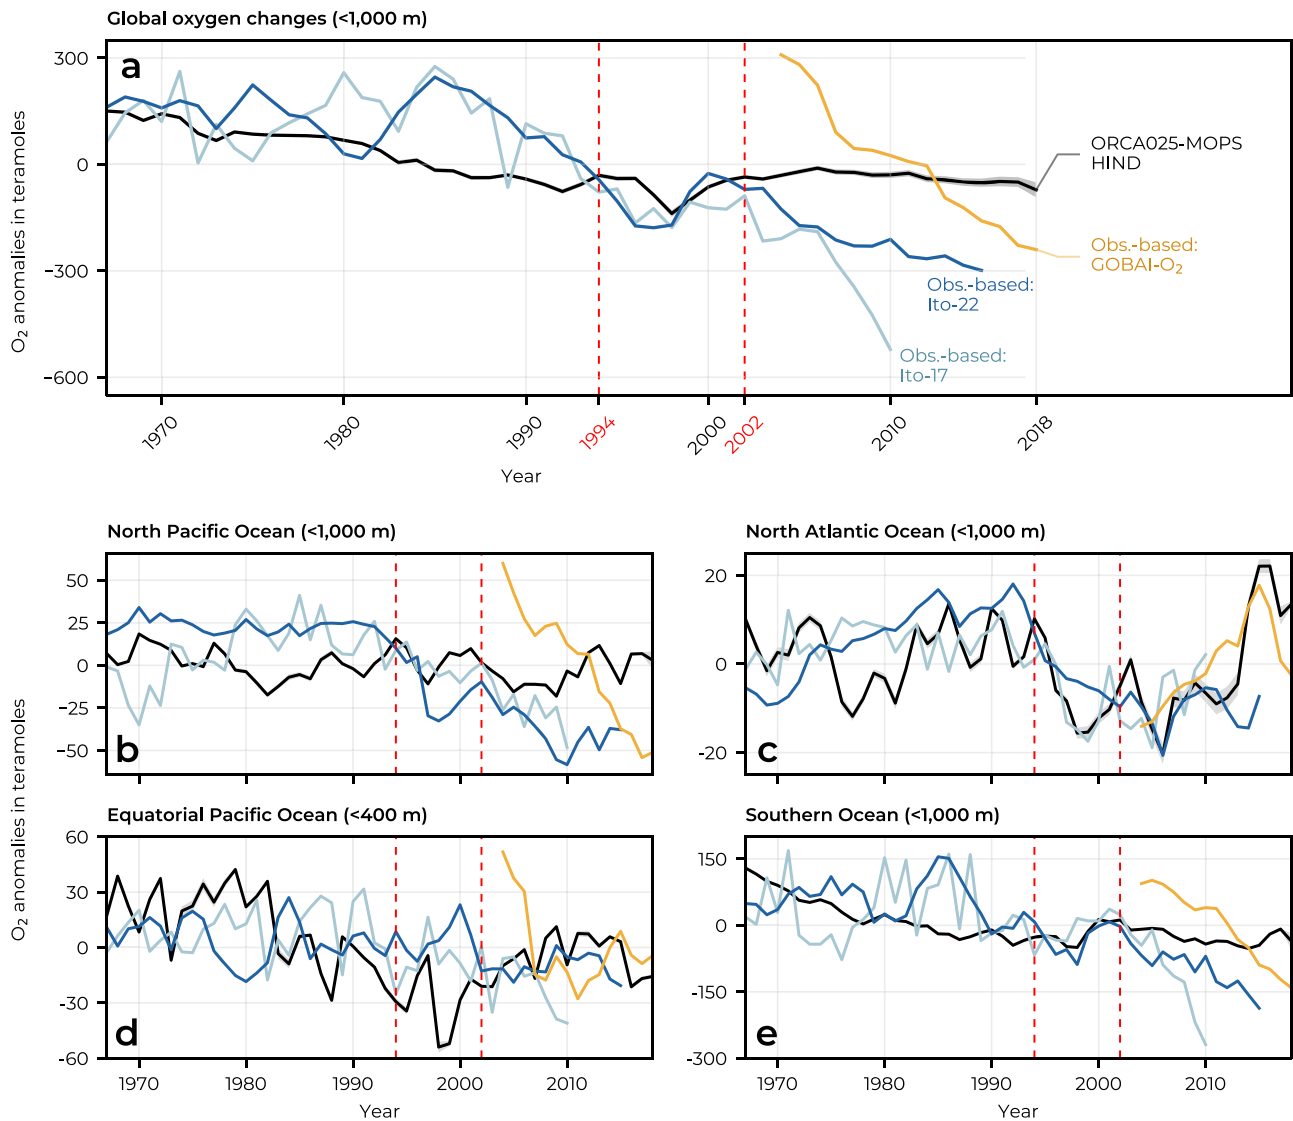 Global oxygen changes (<1,000 m)
a
300
0
−300
−600
O₂ anomalies in teramoles
ORCA025-MOPS
HIND
Obs.-based:
GOBAI-O₂
Obs.-based:
Ito-22
Obs.-based:
Ito-17
1970
1980
1990
1994
2000
2002
2010
2018
Year
North Pacific Ocean (<1,000 m)
50
25
0
−25
−50
b
North Atlantic Ocean (<1,000 m)
20
0
-20
c
O₂ anomalies in teramoles
Equatorial Pacific Ocean (<400 m)
60
30
0
-30
-60
d
1970
1980
1990
2000
2010
Year
Southern Ocean (<1,000 m)
150
0
-150
-300
e
1970
1980
1990
2000
2010
Year